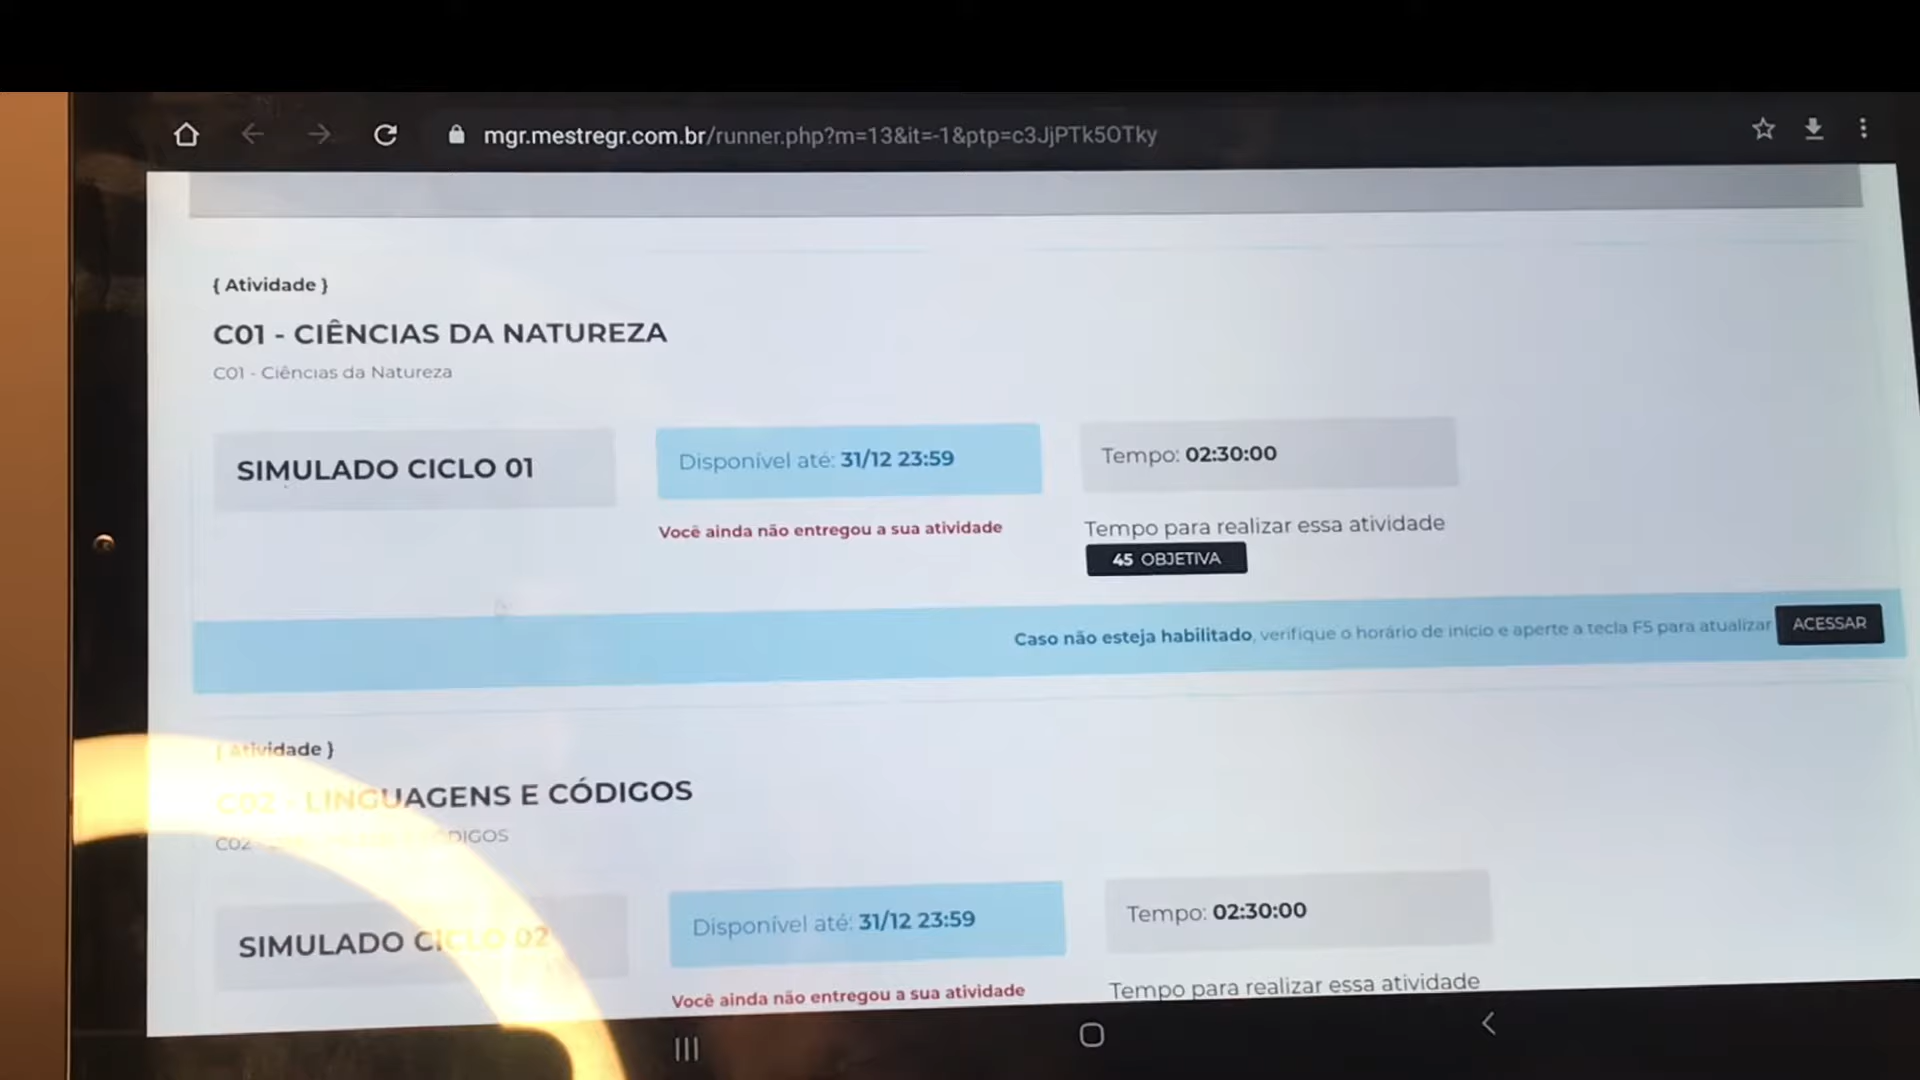 mgr.mestregr.com.br/runner.php?m=13&it=-1&ptp=c3JjPTk5OTky
{ Atividade }
C01 - CIÊNCIAS DA NATUREZA
C01 - Ciências da Natureza
SIMULADO CICLO 01
Disponível até: 31/12 23:59
Tempo: 02:30:00
Você ainda não entregou a sua atividade
Tempo para realizar essa atividade
45 OBJETIVA
Caso não esteja habilitado, verifique o horário de início e aperte a tecla F5 para atualizar
ACESSAR
{ Atividade }
C02 - LINGUAGENS E CÓDIGOS
C02
SIMULADO CICLO 02
Disponível até: 31/12 23:59
Tempo: 02:30:00
Você ainda não entregou a sua atividade
Tempo para realizar essa atividade